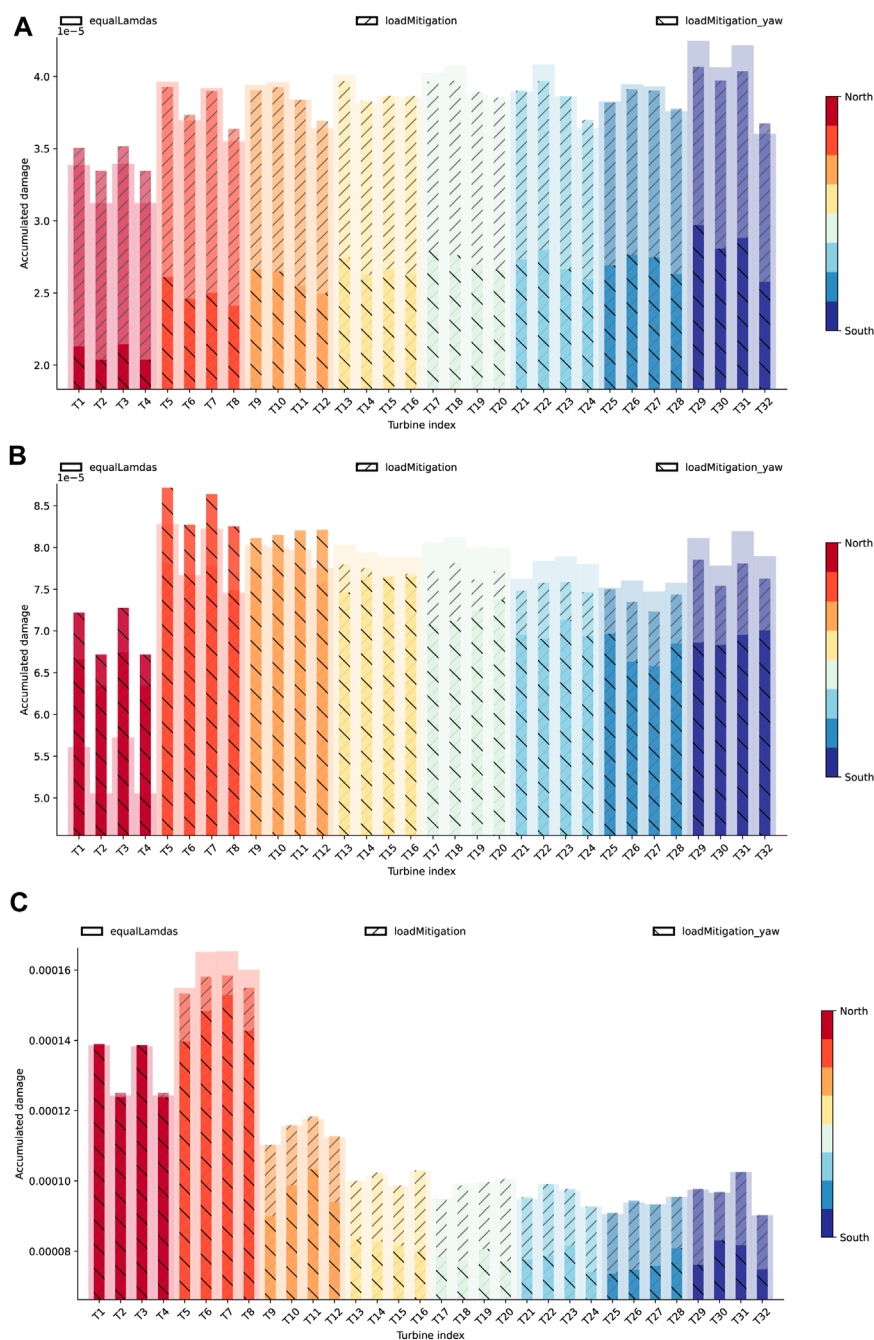 A
equalLamdas loadMitigation loadMitigation_yaw
1e−5
4.0
3.5
3.0
2.5
2.0
Accumulated damage
T1 T2 T3 T4 T5 T6 T7 T8 T9 T10 T11 T12 T13 T14 T15 T16 T17 T18 T19 T20 T21 T22 T23 T24 T25 T26 T27 T28 T29 T30 T31 T32
Turbine index
North
South
B
equalLamdas loadMitigation loadMitigation_yaw
1e−5
8.5
8.0
7.5
7.0
6.5
6.0
5.5
5.0
Accumulated damage
T1 T2 T3 T4 T5 T6 T7 T8 T9 T10 T11 T12 T13 T14 T15 T16 T17 T18 T19 T20 T21 T22 T23 T24 T25 T26 T27 T28 T29 T30 T31 T32
Turbine index
North
South
C
equalLamdas loadMitigation loadMitigation_yaw
0.00016
0.00014
0.00012
0.00010
0.00008
Accumulated damage
T1 T2 T3 T4 T5 T6 T7 T8 T9 T10 T11 T12 T13 T14 T15 T16 T17 T18 T19 T20 T21 T22 T23 T24 T25 T26 T27 T28 T29 T30 T31 T32
Turbine index
North
South